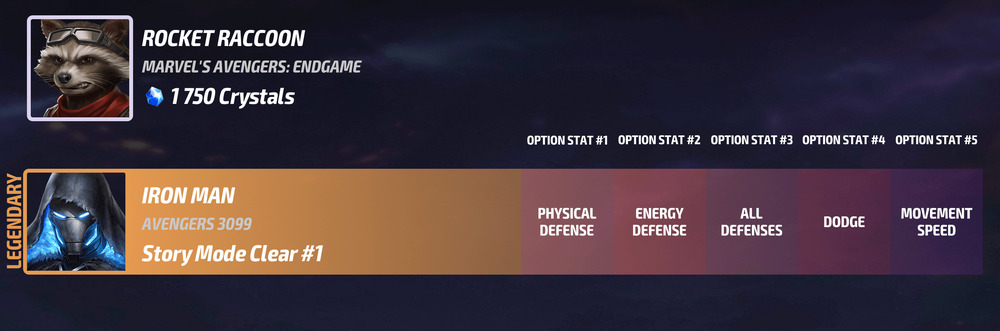 ROCKET RACCOON
MARVEL'S AVENGERS: ENDGAME
1 750 Crystals
OPTION STAT #1 OPTION STAT #2 OPTION STAT #3 OPTION STAT #4 OPTION STAT #5
LEGENDARY
IRON MAN
AVENGERS 3099
Story Mode Clear #1
PHYSICAL DEFENSE
ENERGY DEFENSE
ALL DEFENSES
DODGE
MOVEMENT SPEED